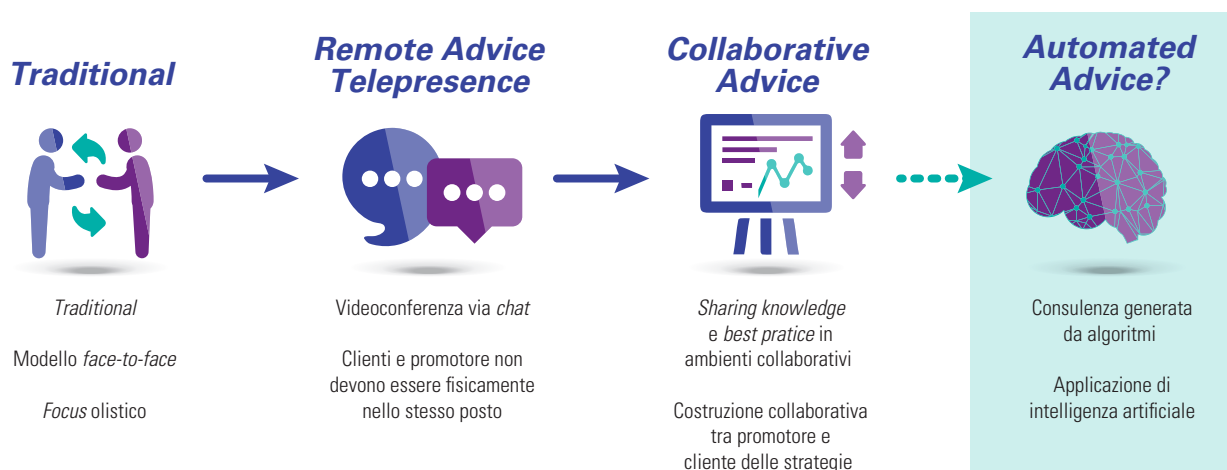 Traditional
Traditional
Modello face-to-face
Focus olistico
Remote Advice
Telepresence
Videoconferenza via chat
Clienti e promotore non
devono essere fisicamente
nello stesso posto
Collaborative
Advice
Sharing knowledge
e best pratice in
ambienti collaborativi
Costruzione collaborativa
tra promotore e
cliente delle strategie
Automated
Advice?
Consulenza generata
da algoritmi
Applicazione di
intelligenza artificiale